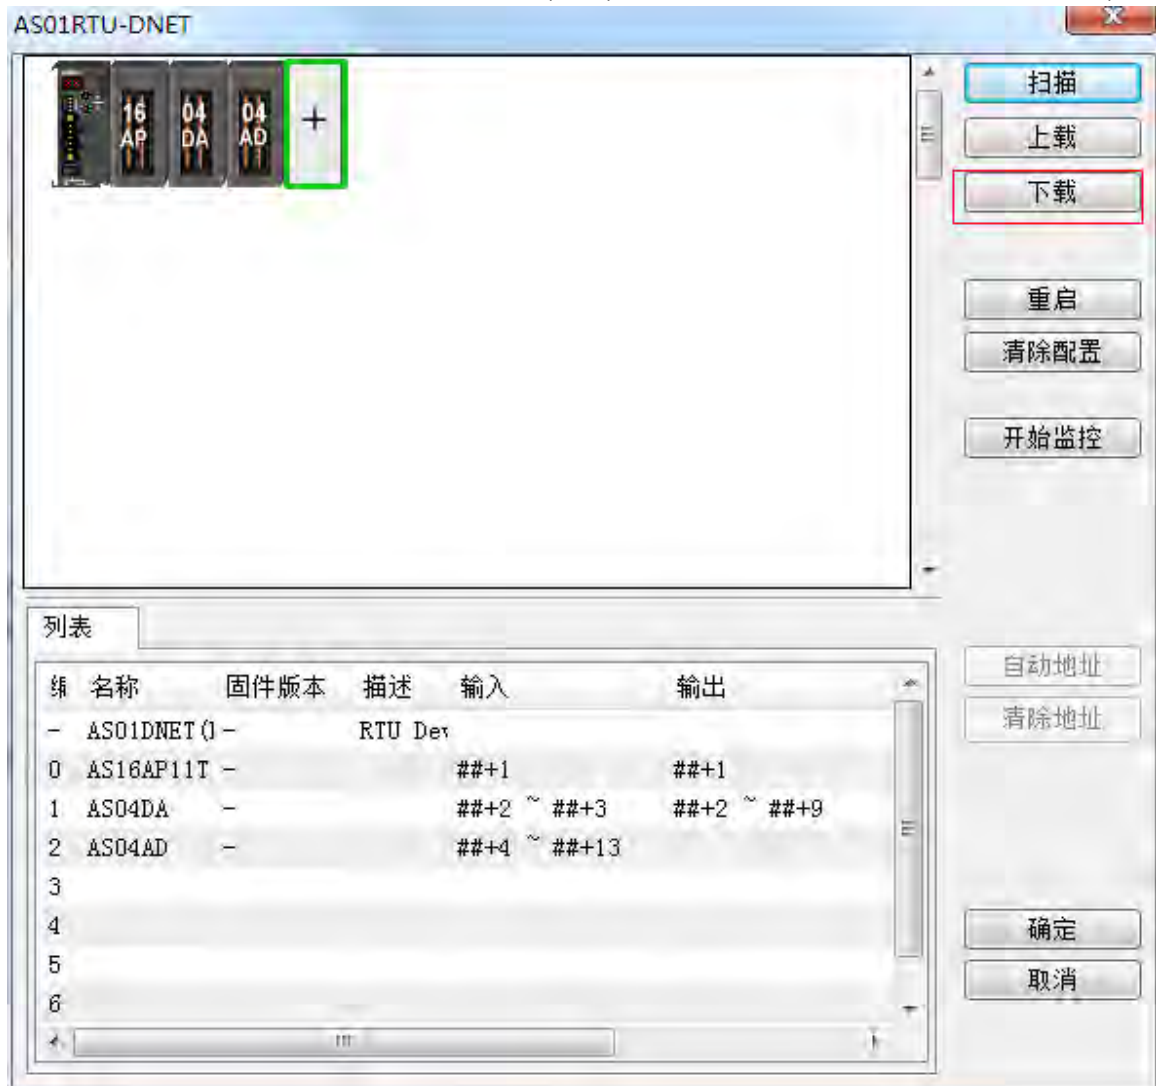 AS01RTU-DNET
16 AP
04 DA
04 AD
+
扫描
上载
下载
重启
清除配置
开始监控
列表
名称 固件版本 描述 输入 输出
- AS01DNET( - RTU Dev
0 AS16AP11T - ##+1 ##+1
1 AS04DA - ##+2 ~ ##+3 ##+2 ~ ##+9
2 AS04AD - ##+4 ~ ##+13
3
4
5
6
自动地址
清除地址
确定
取消